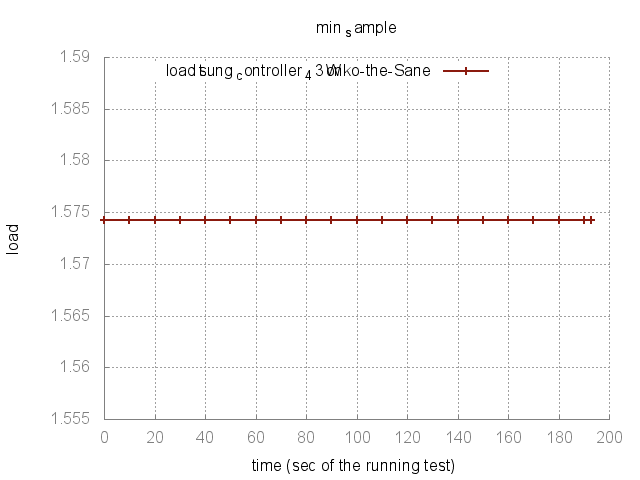 min sample
1.59
load tsung controller 4 3 on Wiko-the-Sane
1.585
1.58
1.575
1.57
1.565
1.56
1.555
load
0 20 40 60 80 100 120 140 160 180 200
time (sec of the running test)